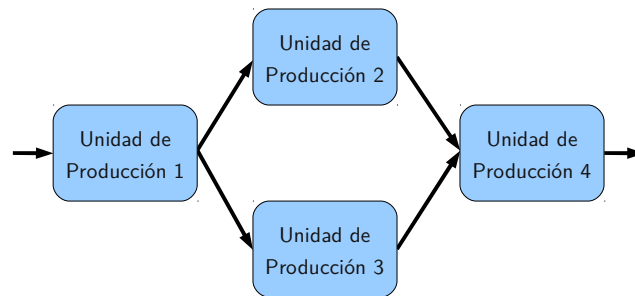 Unidad de
Producción 1
Unidad de
Producción 2
Unidad de
Producción 3
Unidad de
Producción 4